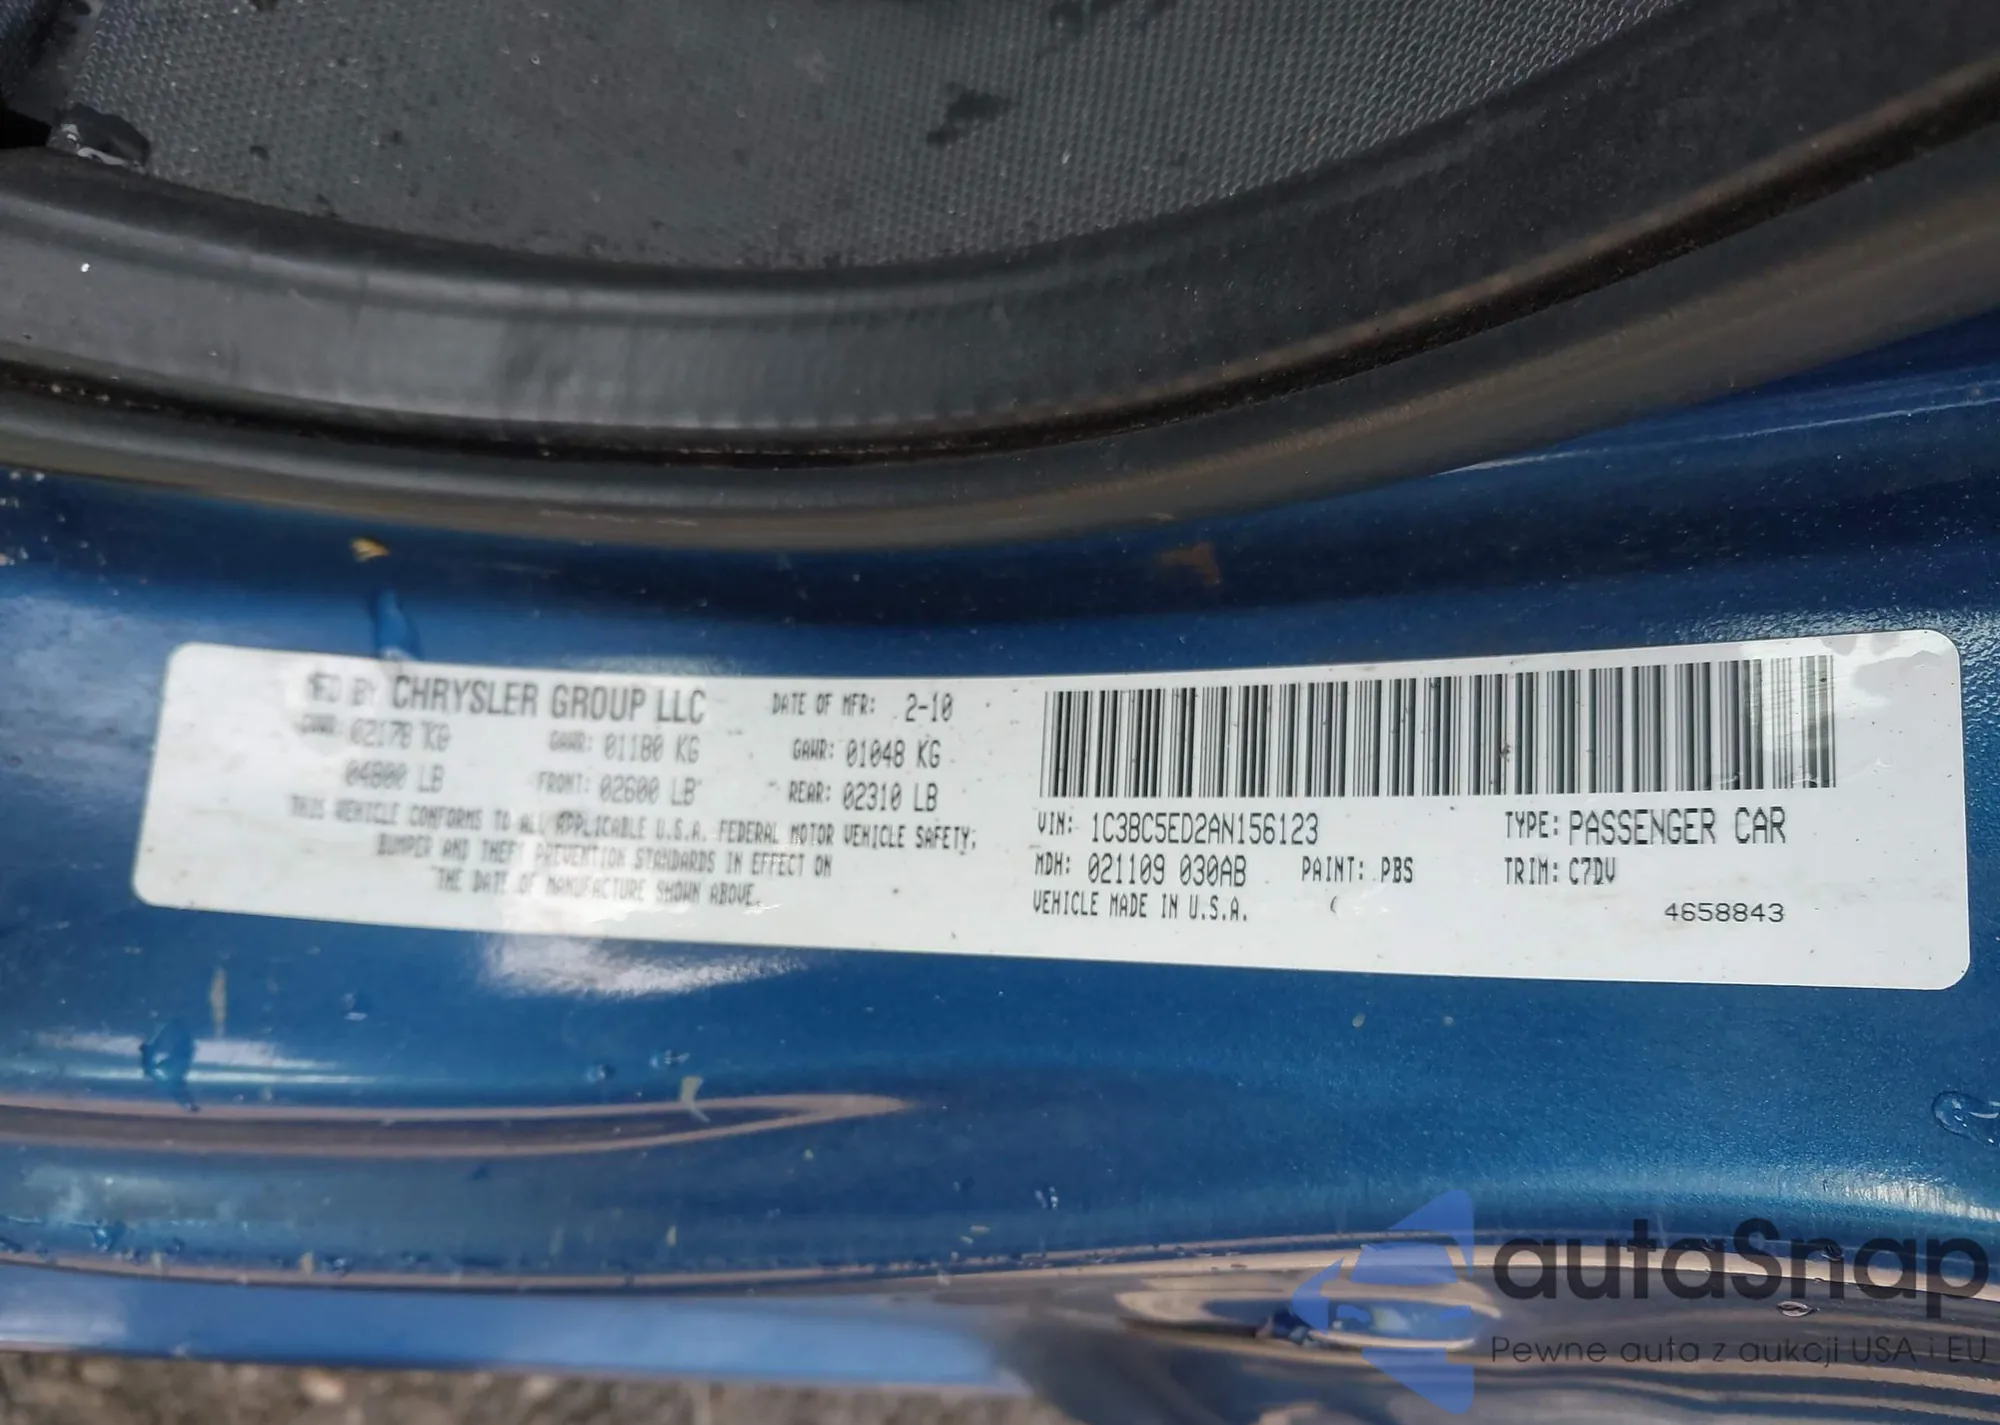 MFD BY CHRYSLER GROUP LLC DATE OF MFR: 2-10
GVWR: 02178 KG GAWR: 01180 KG GAWR: 01048 KG
04800 LB FRONT: 02600 LB REAR: 02310 LB
THIS VEHICLE CONFORMS TO ALL APPLICABLE U.S.A. FEDERAL MOTOR VEHICLE SAFETY,
BUMPER AND THEFT PREVENTION STANDARDS IN EFFECT ON
THE DATE OF MANUFACTURE SHOWN ABOVE.
VIN: 1C3BC5ED2AN156123 TYPE: PASSENGER CAR
MDH: 021109 030AB PAINT: PBS TRIM: C7DV
VEHICLE MADE IN U.S.A. 4658843
autaSnap
Pewne auta z aukcji USA i EU